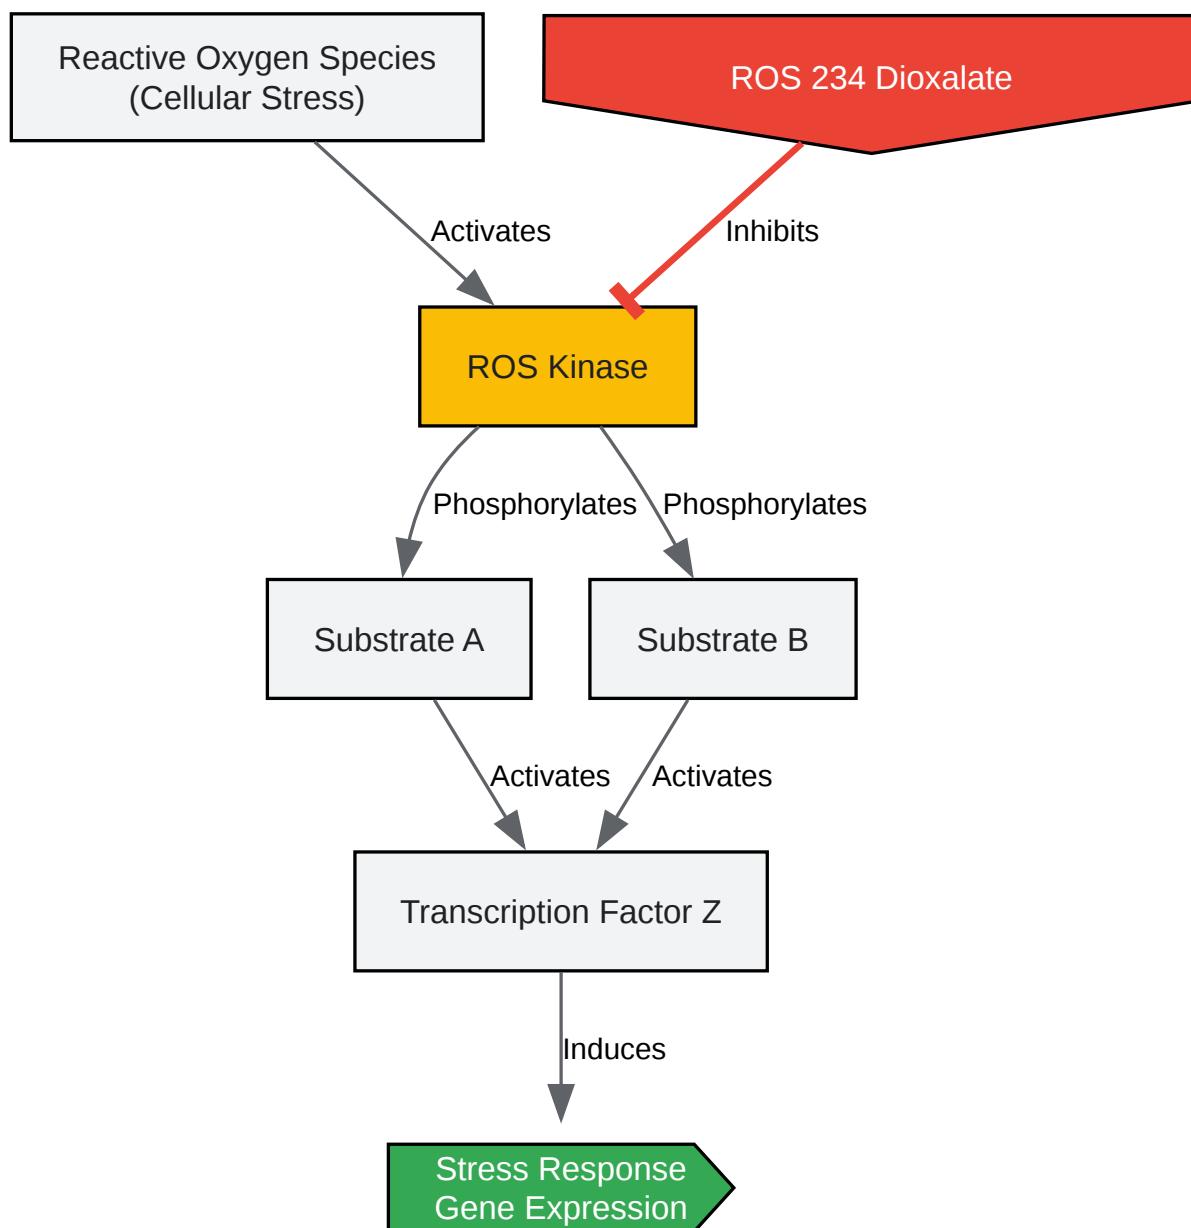 Reactive Oxygen Species
(Cellular Stress)
ROS 234 Dioxalate
Activates
Inhibits
ROS Kinase
Phosphorylates
Phosphorylates
Substrate A
Substrate B
Activates
Activates
Transcription Factor Z
Induces
Stress Response
Gene Expression